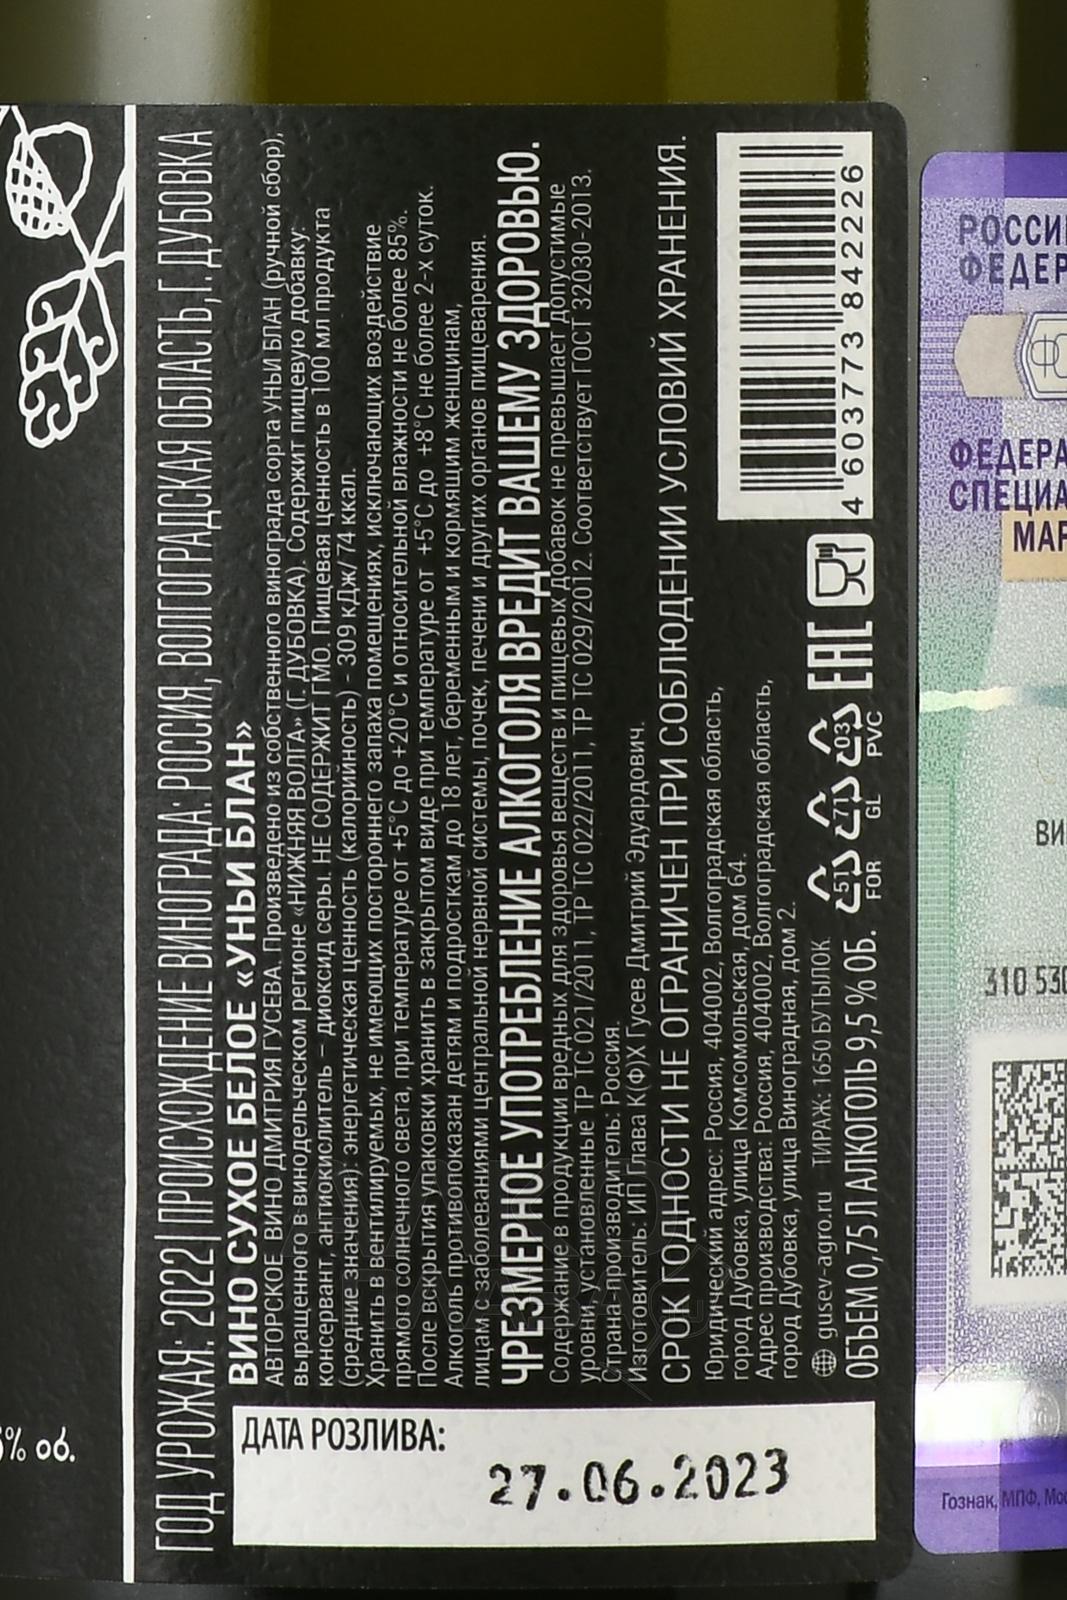 ГОД УРОЖАЯ: 2022 | ПРОИСХОЖДЕНИЕ ВИНОГРАДА: РОССИЯ, ВОЛГОГРАДСКАЯ ОБЛАСТЬ, Г. ДУБОВКА
ВИНО СУХОЕ БЕЛОЕ «УНЬИ БЛАН»
АВТОРСКОЕ ВИНО ДМИТРИЯ ГУСЕВА. Произведено из собственного винограда сорта УНЬИ БЛАН (ручной сбор),
выращенного в винодельческом регионе «НИЖНЯЯ ВОЛГА» (Г. ДУБОВКА). Содержит пищевую добавку:
консервант, антиокислитель – диоксид серы. НЕ СОДЕРЖИТ ГМО. Пищевая ценность в 100 мл продукта
(средние значения): энергетическая ценность (калорийность) – 309 кДж/74 ккал.
Хранить в вентилируемых, не имеющих постороннего запаха помещениях, исключающих воздействие
прямого солнечного света, при температуре от +5°С до +20°С и относительной влажности не более 85%.
После вскрытия упаковки хранить в закрытом виде при температуре от +5°С до +8°С не более 2-х суток.
Алкоголь противопоказан детям и подросткам до 18 лет, беременным и кормящим женщинам,
лицам с заболеваниями центральной нервной системы, почек, печени и других органов пищеварения.
ЧРЕЗМЕРНОЕ УПОТРЕБЛЕНИЕ АЛКОГОЛЯ ВРЕДИТ ВАШЕМУ ЗДОРОВЬЮ.
Содержание в продукции вредных для здоровья веществ и пищевых добавок не превышает допустимые
уровни, установленные ТР ТС 021/2011, ТР ТС 022/2011, ТР ТС 029/2012. Соответствует ГОСТ 32030-2013.
Страна-производитель: Россия.
Изготовитель: ИП Глава К(Ф)Х Гусев Дмитрий Эдуардович.
СРОК ГОДНОСТИ НЕ ОГРАНИЧЕН ПРИ СОБЛЮДЕНИИ УСЛОВИЙ ХРАНЕНИЯ.
Юридический адрес: Россия, 404002, Волгоградская область,
город Дубовка, улица Комсомольская, дом 64.
Адрес производства: Россия, 404002, Волгоградская область,
город Дубовка, улица Виноградная, дом 2.
gusev-agro.ru ТИРАЖ: 1650 БУТЫЛОК
ОБЪЕМ 0,75 Л АЛКОГОЛЬ 9,5 % ОБ.
51 FOR
71 GL
03 PVC
EAC
4 603773 842226
ДАТА РОЗЛИВА:
27.06.2023
% об.
РОССИ
ФЕДЕР
ФЕДЕРА
СПЕЦИА
МАР
ВИ
310 530
Гознак, МПФ, Мос